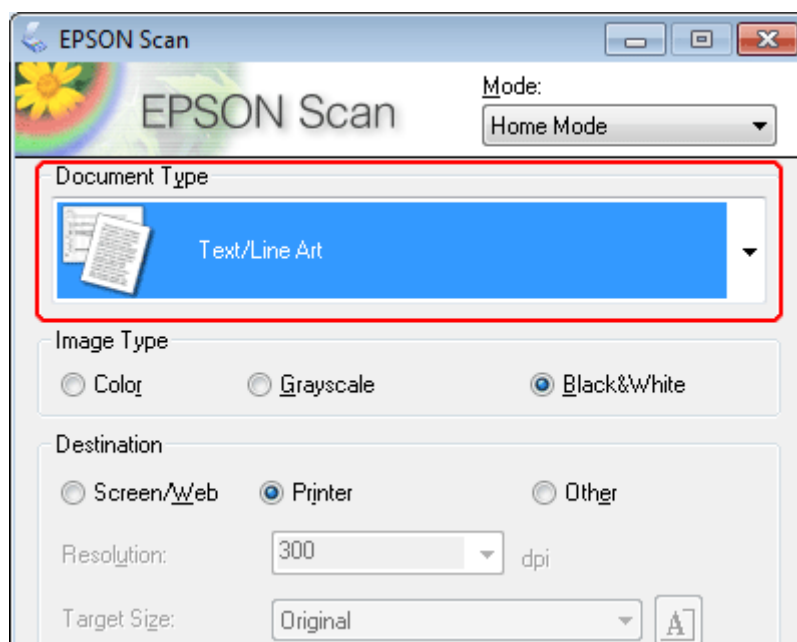 EPSON Scan
EPSON Scan
Mode:
Home Mode
Document Type
Text/Line Art
Image Type
Color Grayscale Black&White
Destination
Screen/Web Printer Other
Resolution: 300 dpi
Target Size: Original A